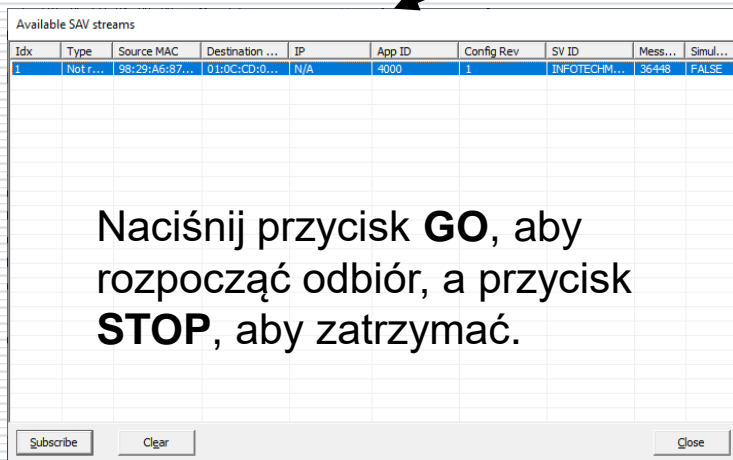 Available SAV streams
Idx Type Source MAC Destination ... IP App ID Config Rev SV ID Mess... Simul...
1 Not r... 98:29:A6:87... 01:0C:CD:0... N/A 4000 1 INFOTECHM... 36448 FALSE
Naciśnij przycisk GO, aby
rozpocząć odbiór, a przycisk
STOP, aby zatrzymać.
Subscribe Clear Close